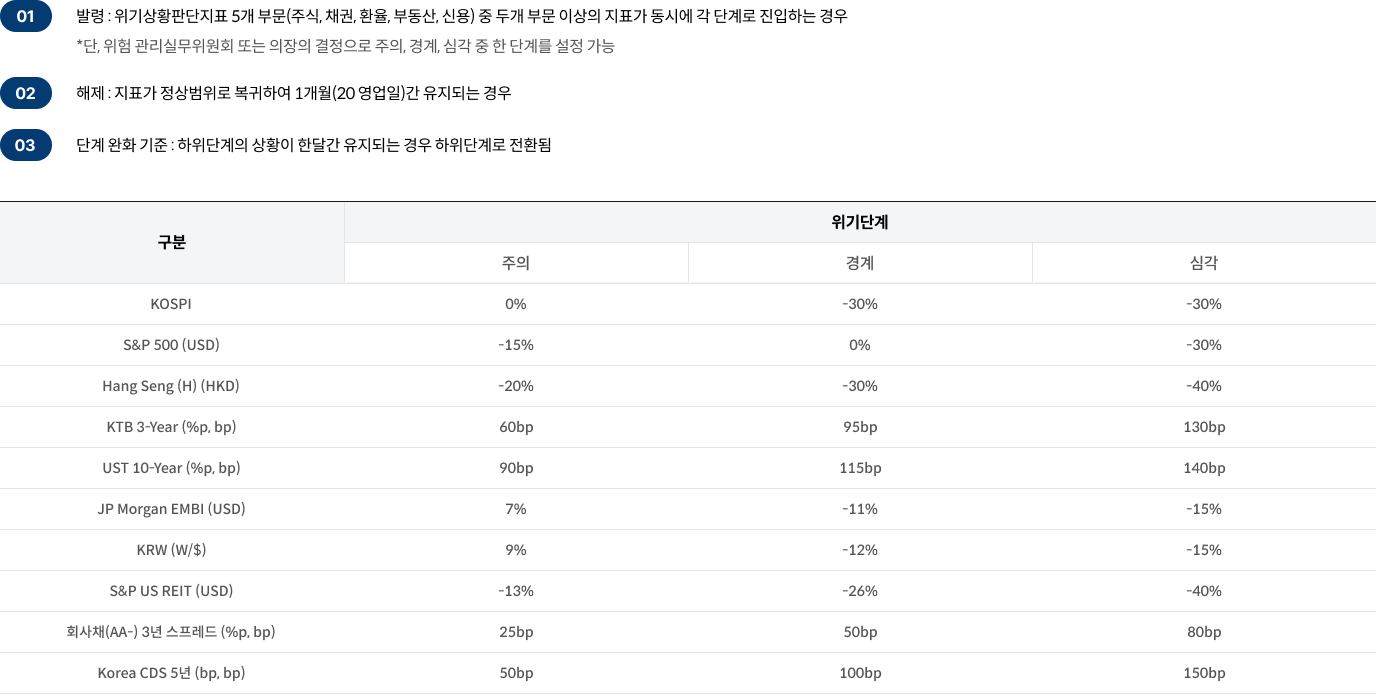 01 발령 : 위기상황판단지표 5개 부문(주식, 채권, 환율, 부동산, 신용) 중 두개 부문 이상의 지표가 동시에 각 단계로 진입하는 경우
*단, 위험 관리실무위원회 또는 의장의 결정으로 주의, 경계, 심각 중 한 단계를 설정 가능
02 해제 : 지표가 정상범위로 복귀하여 1개월(20 영업일)간 유지되는 경우
03 단계 완화 기준 : 하위단계의 상황이 한달간 유지되는 경우 하위단계로 전환됨
구분 위기단계
주의 경계 심각
KOSPI 0% -30% -30%
S&P 500 (USD) -15% 0% -30%
Hang Seng (H) (HKD) -20% -30% -40%
KTB 3-Year (%p, bp) 60bp 95bp 130bp
UST 10-Year (%p, bp) 90bp 115bp 140bp
JP Morgan EMBI (USD) 7% -11% -15%
KRW (W/$) 9% -12% -15%
S&P US REIT (USD) -13% -26% -40%
회사채(AA-) 3년 스프레드 (%p, bp) 25bp 50bp 80bp
Korea CDS 5년 (bp, bp) 50bp 100bp 150bp